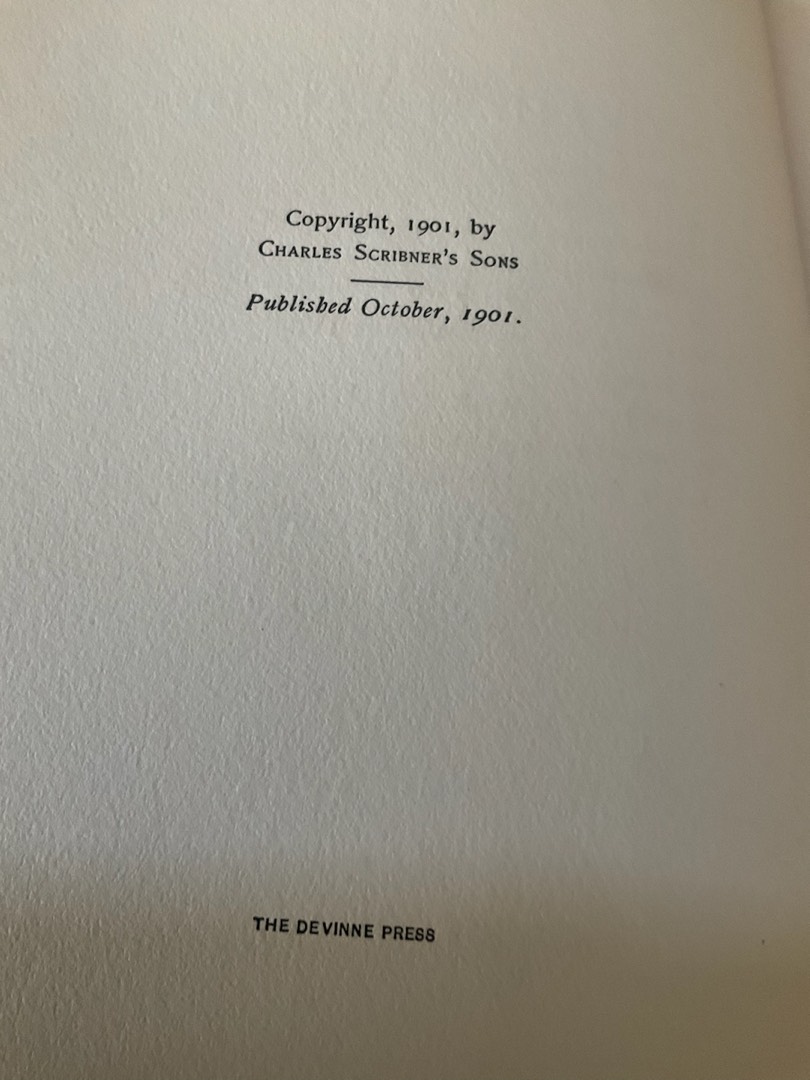 Copyright, 1901, by
Charles Scribner's Sons
Published October, 1901.
THE DEVINNE PRESS